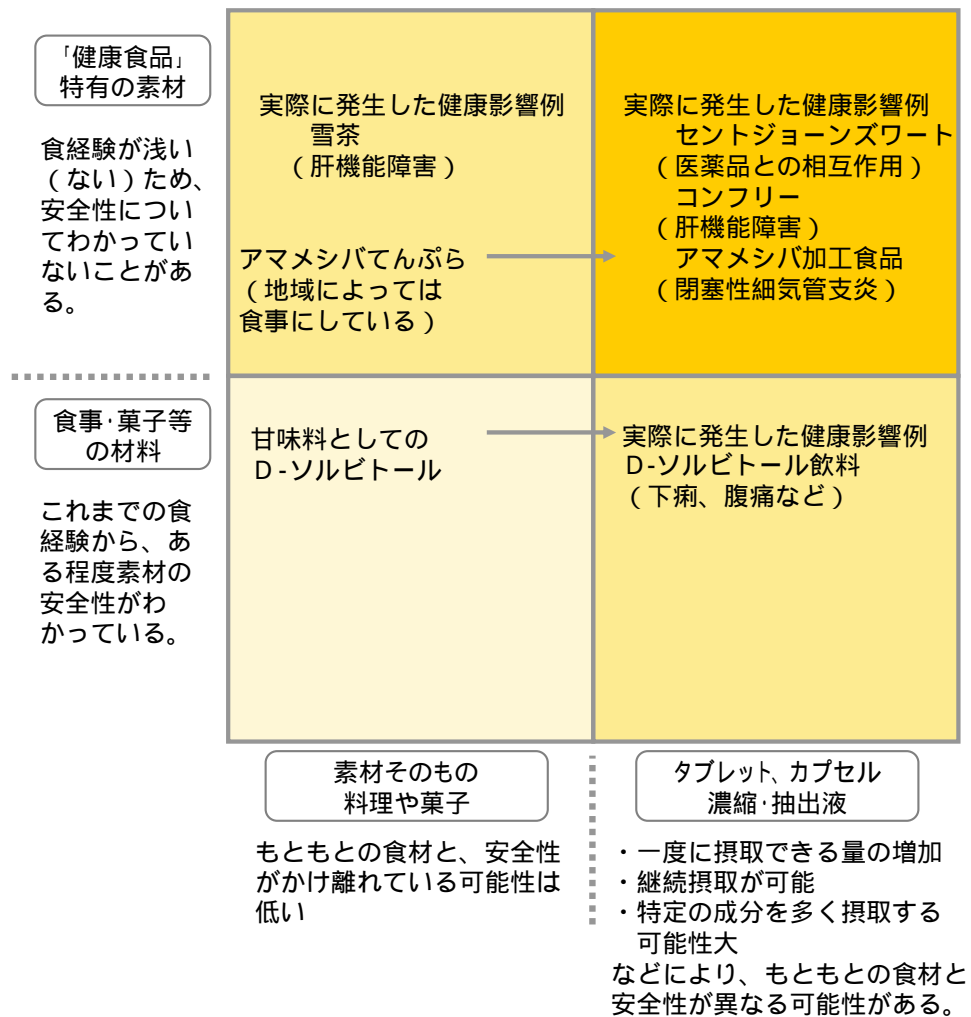 「健康食品」
特有の素材
食経験が浅い
(ない)ため、
安全性につい
てわかってい
ないことがあ
る。
実際に発生した健康影響例
雪茶
(肝機能障害)
アマメシバてんぷら
(地域によっては
食事にしている)
実際に発生した健康影響例
セントジョーンズワート
(医薬品との相互作用)
コンフリー
(肝機能障害)
アマメシバ加工食品
(閉塞性細気管支炎)
食事・菓子等
の材料
これまでの食
経験から、あ
る程度素材の
安全性がわ
かっている。
甘味料としての
D-ソルビトール
実際に発生した健康影響例
D-ソルビトール飲料
(下痢、腹痛など)
素材そのもの
料理や菓子
もともとの食材と、安全性
がかけ離れている可能性は
低い
タブレット、カプセル
濃縮・抽出液
・一度に摂取できる量の増加
・継続摂取が可能
・特定の成分を多く摂取する
可能性大
などにより、もともとの食材と
安全性が異なる可能性がある。